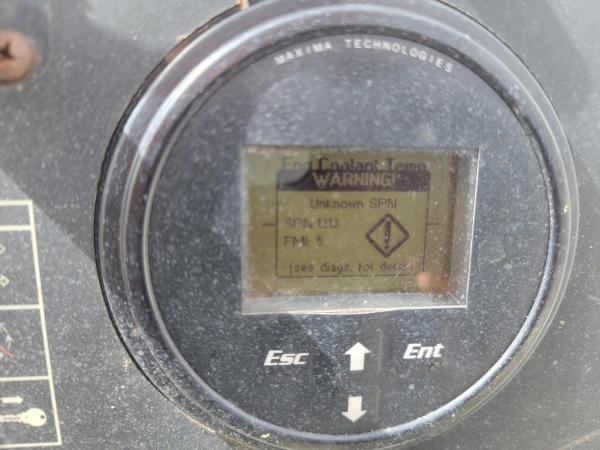 MAXIMA TECHNOLOGIES
Eng Coolant Temp
WARNING!
Unknown SPN
SPN: 1213
FMI: 5
(see diags. for details)
Esc
Ent